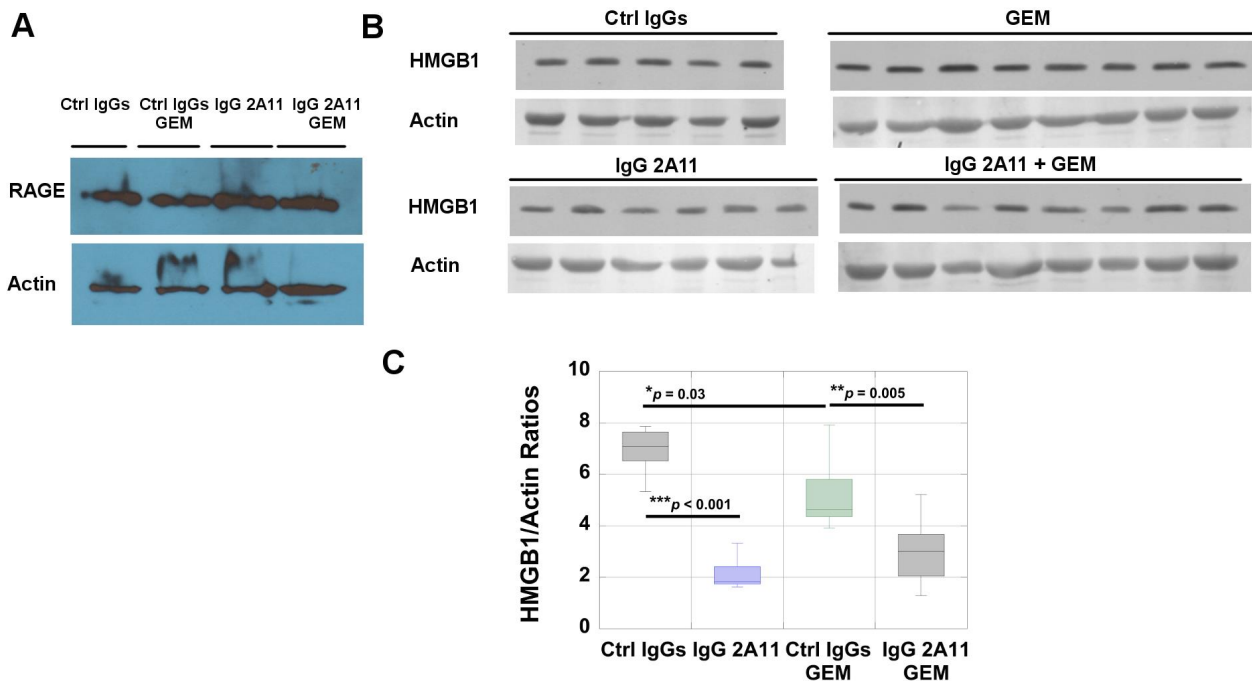 A
Ctrl IgGs Ctrl IgGs GEM IgG 2A11 IgG 2A11 GEM
RAGE
Actin
B
Ctrl IgGs GEM
HMGB1
Actin
IgG 2A11 IgG 2A11 + GEM
HMGB1
Actin
C
HMGB1/Actin Ratios
10
8
6
4
2
0
*p = 0.03
**p = 0.005
***p < 0.001
Ctrl IgGs IgG 2A11 Ctrl IgGs GEM IgG 2A11 GEM